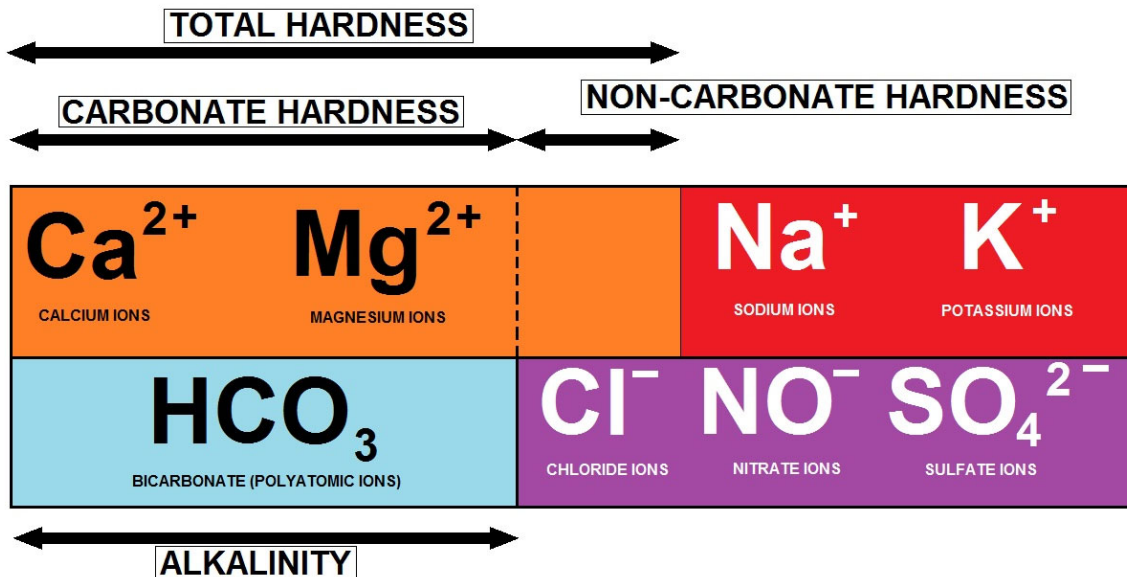 TOTAL HARDNESS
CARBONATE HARDNESS
NON-CARBONATE HARDNESS
Ca²⁺ Mg²⁺ Na⁺ K⁺
CALCIUM IONS MAGNESIUM IONS SODIUM IONS POTASSIUM IONS
HCO₃ Cl⁻ NO⁻ SO₄²⁻
BICARBONATE (POLYATOMIC IONS) CHLORIDE IONS NITRATE IONS SULFATE IONS
ALKALINITY